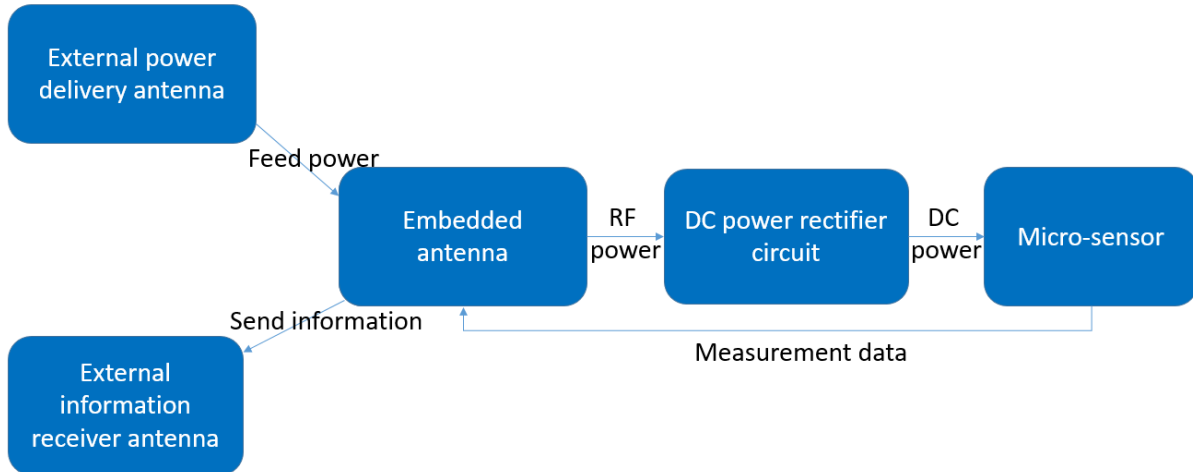 External power
delivery antenna
Feed power
Embedded
antenna
RF
power
DC power rectifier
circuit
DC
power
Micro-sensor
Send information
Measurement data
External
information
receiver antenna